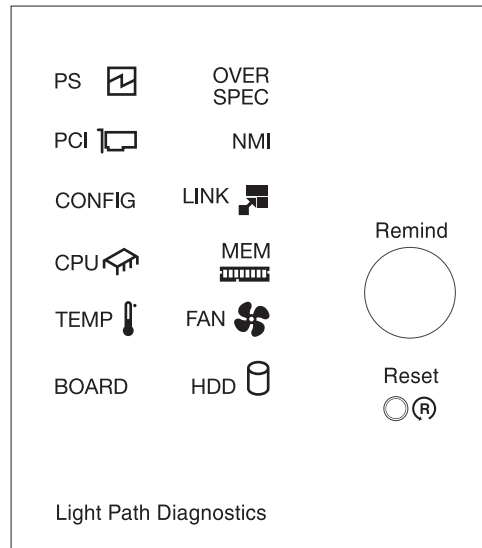 PS OVER SPEC
PCI NMI
CONFIG LINK
CPU MEM
TEMP FAN
BOARD HDD
Remind
Reset
R
Light Path Diagnostics